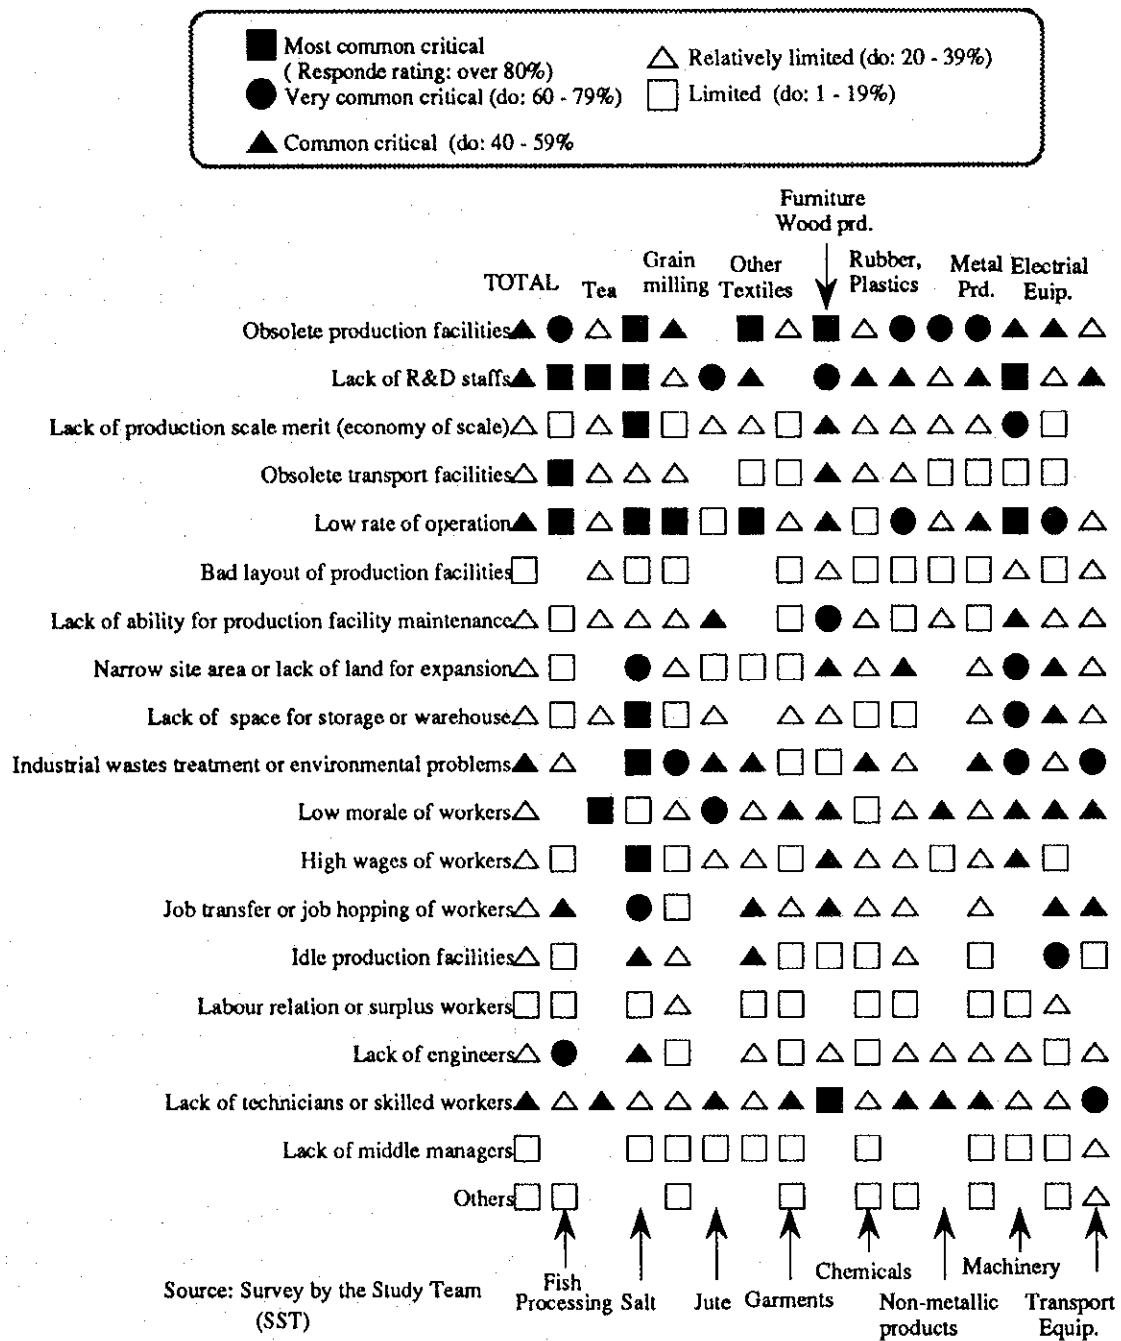 Most common critical
( Responde rating: over 80%)
Very common critical (do: 60 - 79%)
Common critical (do: 40 - 59%
Relatively limited (do: 20 - 39%)
Limited (do: 1 - 19%)
Furniture
Wood prd.
TOTAL
Tea
Grain
milling
Other
Textiles
Rubber,
Plastics
Metal
Prd.
Electrial
Euip.
Obsolete production facilities
Lack of R&D staffs
Lack of production scale merit (economy of scale)
Obsolete transport facilities
Low rate of operation
Bad layout of production facilities
Lack of ability for production facility maintenance
Narrow site area or lack of land for expansion
Lack of space for storage or warehouse
Industrial wastes treatment or environmental problems
Low morale of workers
High wages of workers
Job transfer or job hopping of workers
Idle production facilities
Labour relation or surplus workers
Lack of engineers
Lack of technicians or skilled workers
Lack of middle managers
Others
Fish
Processing
Salt
Jute
Garments
Chemicals
Non-metallic
products
Machinery
Transport
Equip.
Source: Survey by the Study Team
(SST)